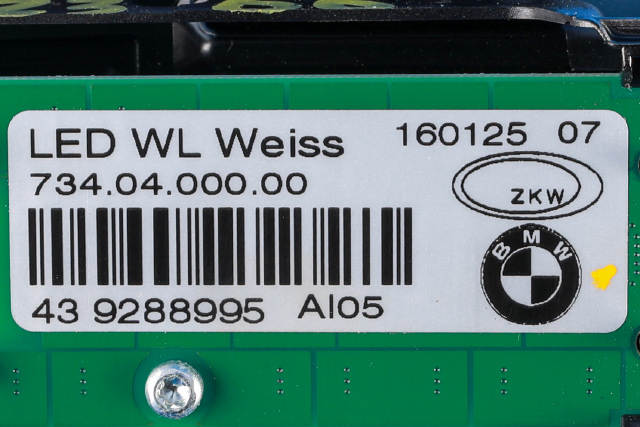 LED WL Weiss
160125 07
734.04.000.00
ZKW
BMW
43 9288995 AI05